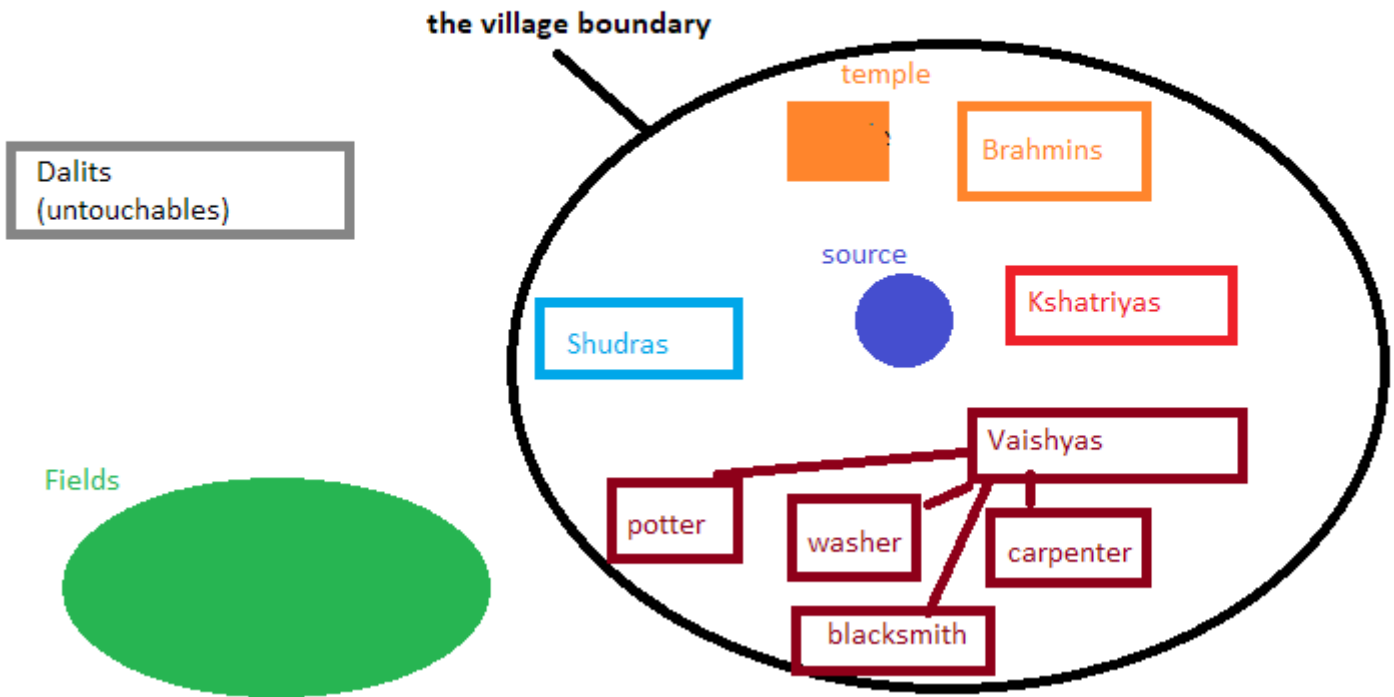 the village boundary
temple
Brahmins
Dalits
(untouchables)
source
Kshatriyas
Shudras
Vaishyas
Fields
potter
washer
carpenter
blacksmith